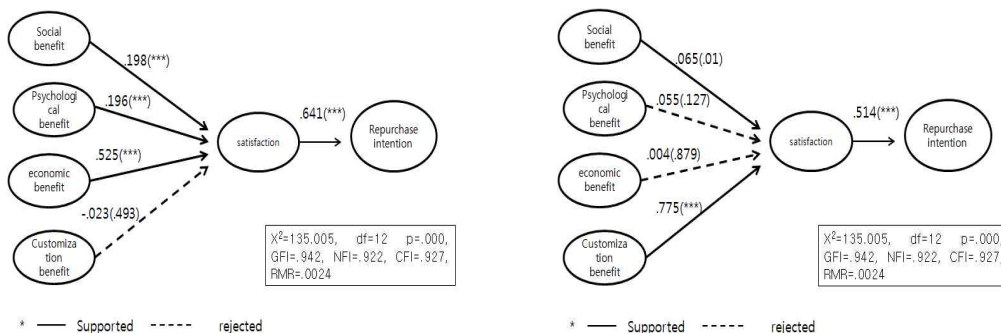 Social
benefit
.198(***)
Psychologi
cal benefit
.196(***)
.641(***)
satisfaction
Repurchase
intention
.525(***)
economic
benefit
-.023(.493)
Customiza
tion benefit
X²=135.005, df=12 p=.000,
GFI=.942, NFI=.922, CFI=.927,
RMR=.0024
* Supported rejected
Social
benefit
.065(.01)
Psychologi
cal benefit
.055(.127)
.514(***)
satisfaction
Repurchase
intention
.004(.879)
economic
benefit
.775(***)
Customiza
tion benefit
X²=135.005, df=12 p=.000,
GFI=.942, NFI=.922, CFI=.927,
RMR=.0024
* Supported rejected